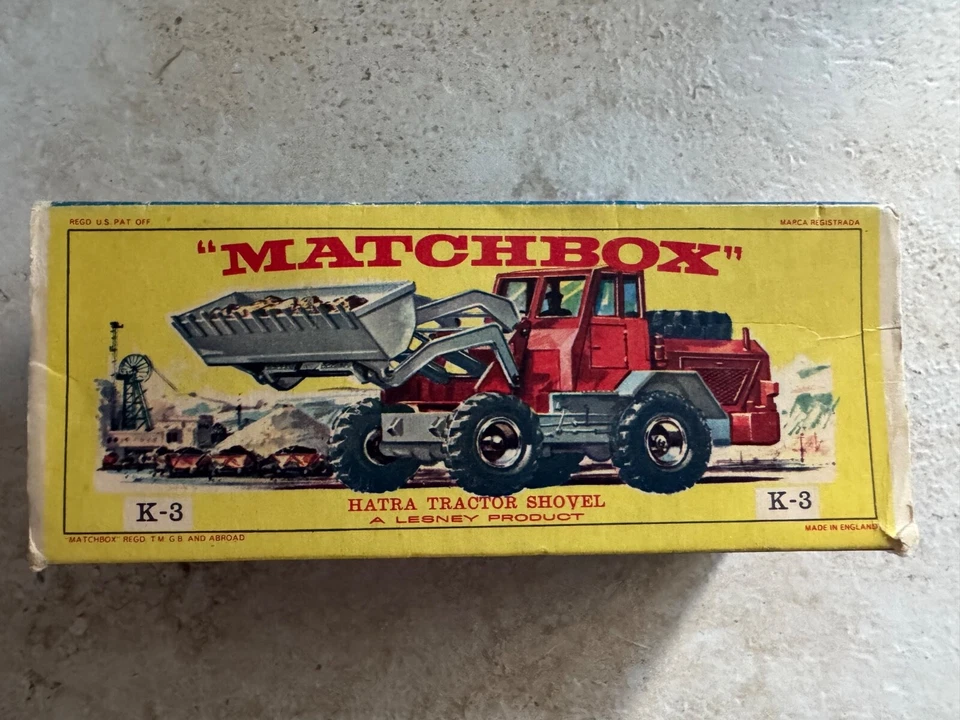 REGD U.S. PAT OFF.
MARCA REGISTRADA
"MATCHBOX"
K-3
HATRA TRACTOR SHOVEL
A LESNEY PRODUCT
K-3
"MATCHBOX" REGD. T.M. G.B. AND ABROAD
MADE IN ENGLAND